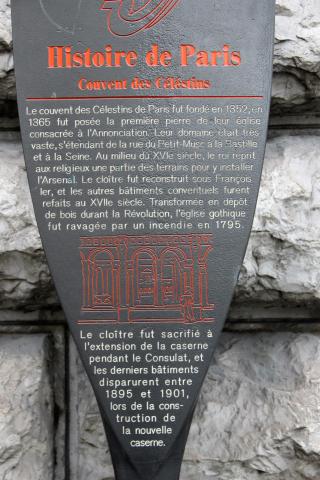 Histoire de Paris
Couvent des Célestins
Le couvent des Célestins de Paris fut fondé en 1352, en
1365 fut posée la première pierre de leur église
consacrée à l'Annonciation. Leur domaine était très
vaste, s'étendant de la rue du Petit-Musc à la Bastille
et à la Seine. Au milieu du XVIe siècle, le roi reprit
aux religieux une partie des terrains pour y installer
l'Arsenal. Le cloître fut reconstruit sous François
Ier, et les autres bâtiments conventuels furent
refaits au XVIIe siècle. Transformée en dépôt
de bois durant la Révolution, l'église gothique
fut ravagée par un incendie en 1795.
Le cloître fut sacrifié à
l'extension de la caserne
pendant le Consulat, et
les derniers bâtiments
disparurent entre
1895 et 1901,
lors de la cons-
truction de
la nouvelle
caserne.